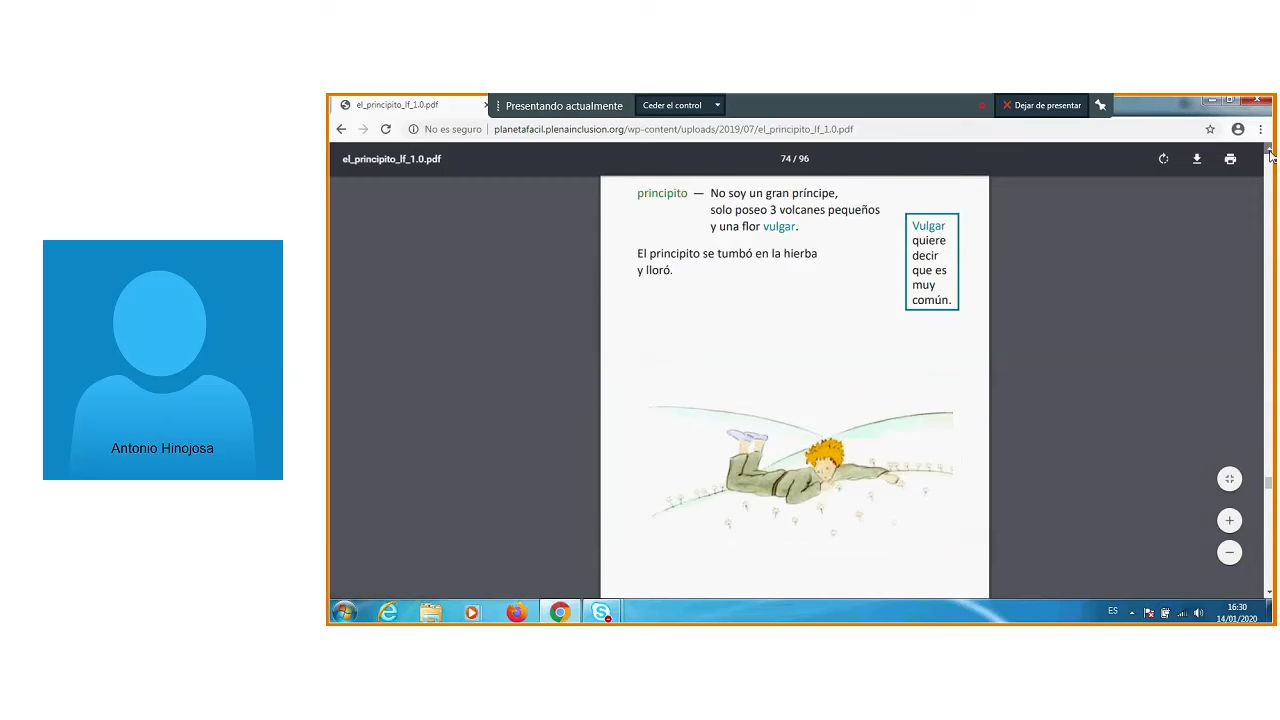 el_principito_lf_1.0.pdf
Presentando actualmente
Ceder el control
Dejar de presentar
No es seguro
planetafacil.plenainclusion.org/wp-content/uploads/2019/07/el_principito_lf_1.0.pdf
el_principito_lf_1.0.pdf
74 / 96
principito — No soy un gran príncipe,
solo poseo 3 volcanes pequeños
y una flor vulgar.
El principito se tumbó en la hierba
y lloró.
Vulgar
quiere
decir
que es
muy
común.
Antonio Hinojosa
ES
16:30
14/01/2020